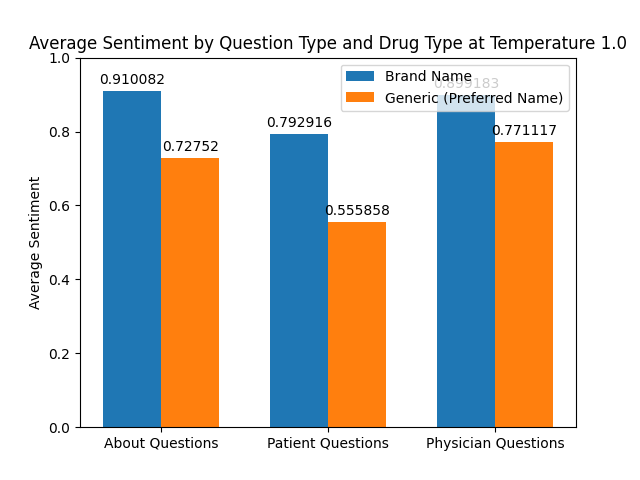 Average Sentiment by Question Type and Drug Type at Temperature 1.0
Average Sentiment
1.0
0.8
0.6
0.4
0.2
0.0
Brand Name
Generic (Preferred Name)
0.910082
0.72752
0.792916
0.555858
0.899183
0.771117
About Questions
Patient Questions
Physician Questions